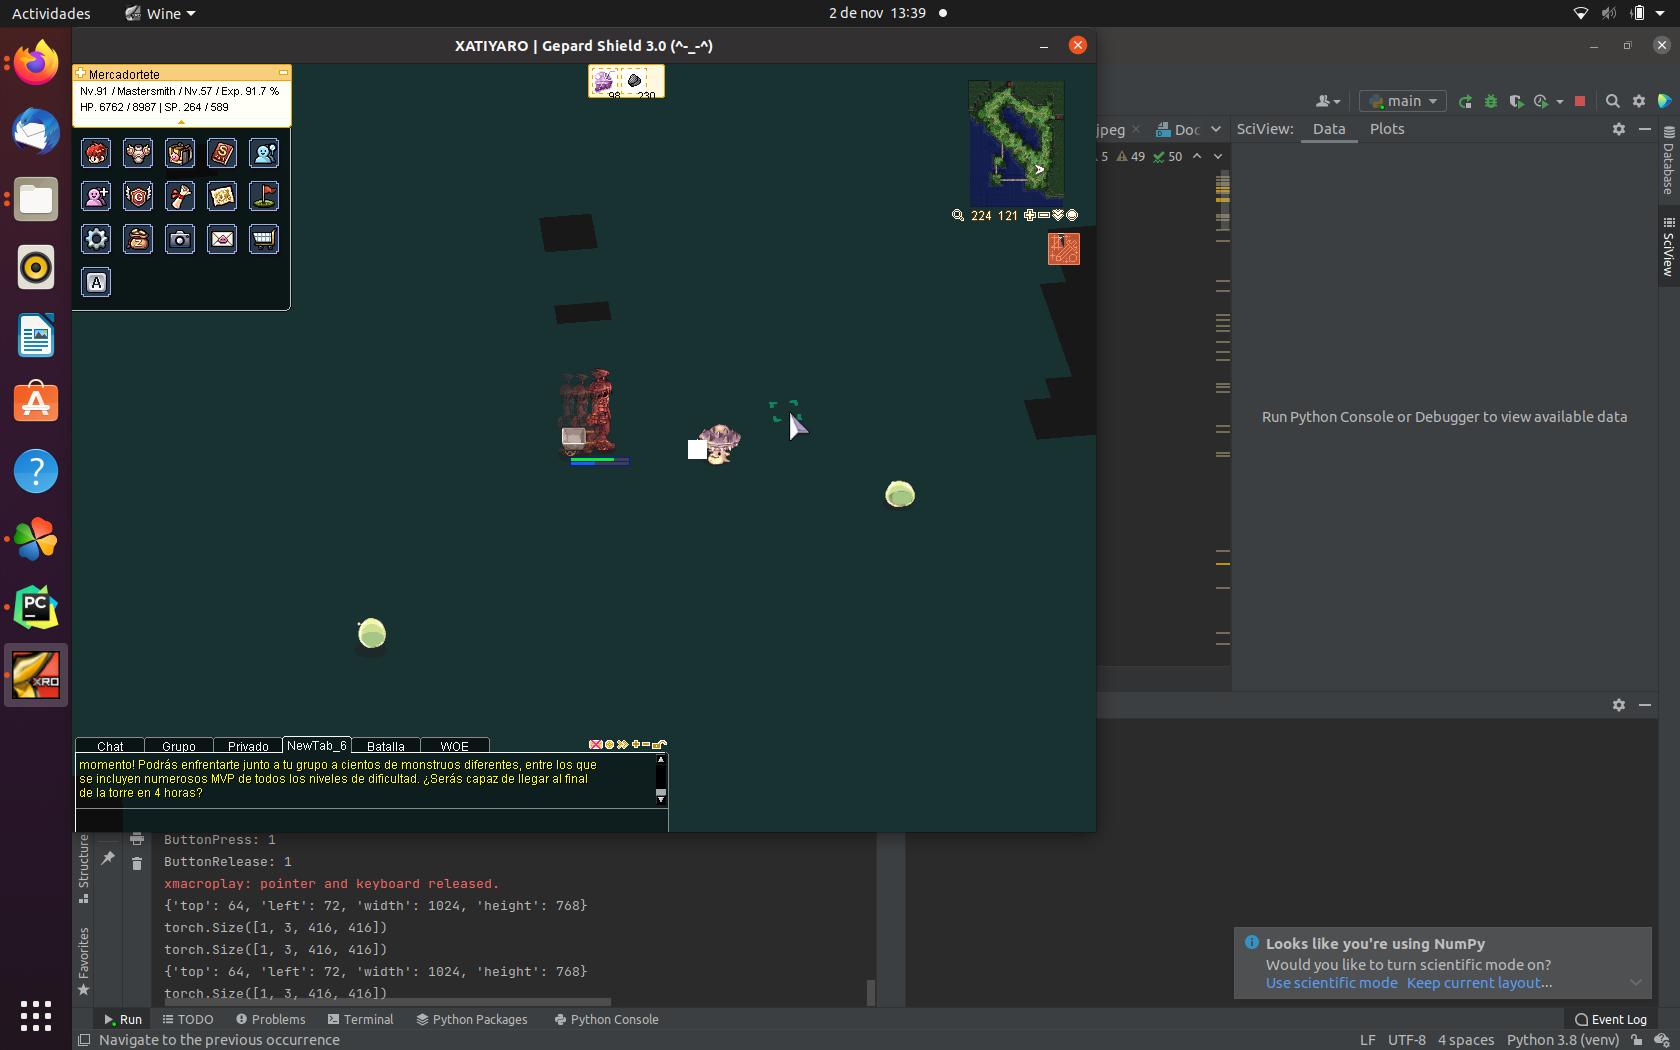 Actividades
Wine
2 de nov 13:39
XATIYARO | Gepard Shield 3.0 (^-_-^)
Mercadortete
Nv.91 / Mastersmith / Nv.57 / Exp. 91.7 %
HP. 6762 / 8987 | SP. 264 / 589
98
230
G
A
224 121
main
jpeg
Doc
SciView:
Data
Plots
5
49
50
Database
SciView
Run Python Console or Debugger to view available data
PC
XRO
Chat
Grupo
Privado
NewTab_6
Batalla
WOE
momento! Podrás enfrentarte junto a tu grupo a cientos de monstruos diferentes, entre los que
se incluyen numerosos MVP de todos los niveles de dificultad. ¿Serás capaz de llegar al final
de la torre en 4 horas?
Structure
Favorites
ButtonPress: 1
ButtonRelease: 1
xmacroplay: pointer and keyboard released.
{'top': 64, 'left': 72, 'width': 1024, 'height': 768}
torch.Size([1, 3, 416, 416])
torch.Size([1, 3, 416, 416])
{'top': 64, 'left': 72, 'width': 1024, 'height': 768}
torch.Size([1, 3, 416, 416])
Looks like you're using NumPy
Would you like to turn scientific mode on?
Use scientific mode Keep current layout...
Run
TODO
Problems
Terminal
Python Packages
Python Console
Event Log
Navigate to the previous occurrence
LF UTF-8 4 spaces Python 3.8 (venv)